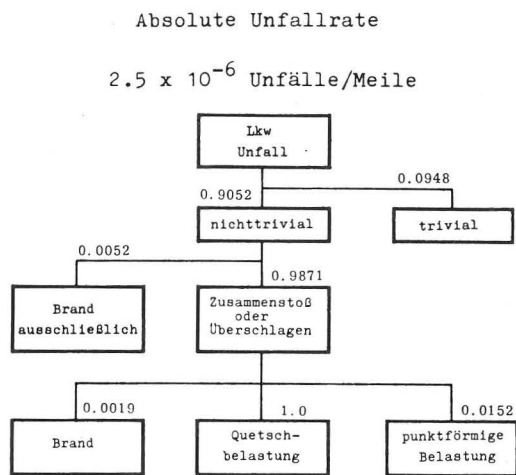 Absolute Unfallrate
2.5 x 10⁻⁶ Unfälle/Meile
Lkw
Unfall
0.9052
0.0948
nichttrivial
trivial
0.0052
0.9871
Brand
ausschließlich
Zusammenstoß
oder
Überschlagen
0.0019
1.0
0.0152
Brand
Quetsch-
belastung
punktförmige
Belastung